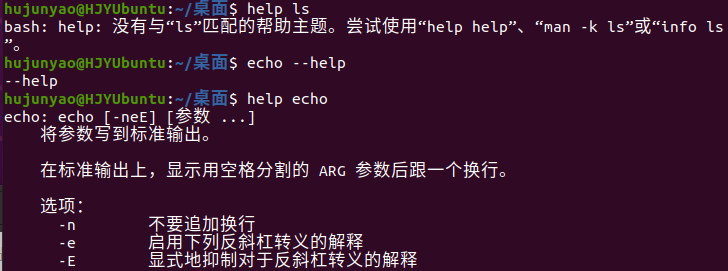 hujunyao@HJYUbuntu:~/桌面$ help ls
bash: help: 没有与“ls”匹配的帮助主题。尝试使用“help help”、“man -k ls”或“info ls
”。
hujunyao@HJYUbuntu:~/桌面$ echo --help
--help
hujunyao@HJYUbuntu:~/桌面$ help echo
echo: echo [-neE] [参数 ...]
    将参数写到标准输出。

    在标准输出上，显示用空格分割的 ARG 参数后跟一个换行。

    选项：
      -n        不要追加换行
      -e        启用下列反斜杠转义的解释
      -E        显式地抑制对于反斜杠转义的解释